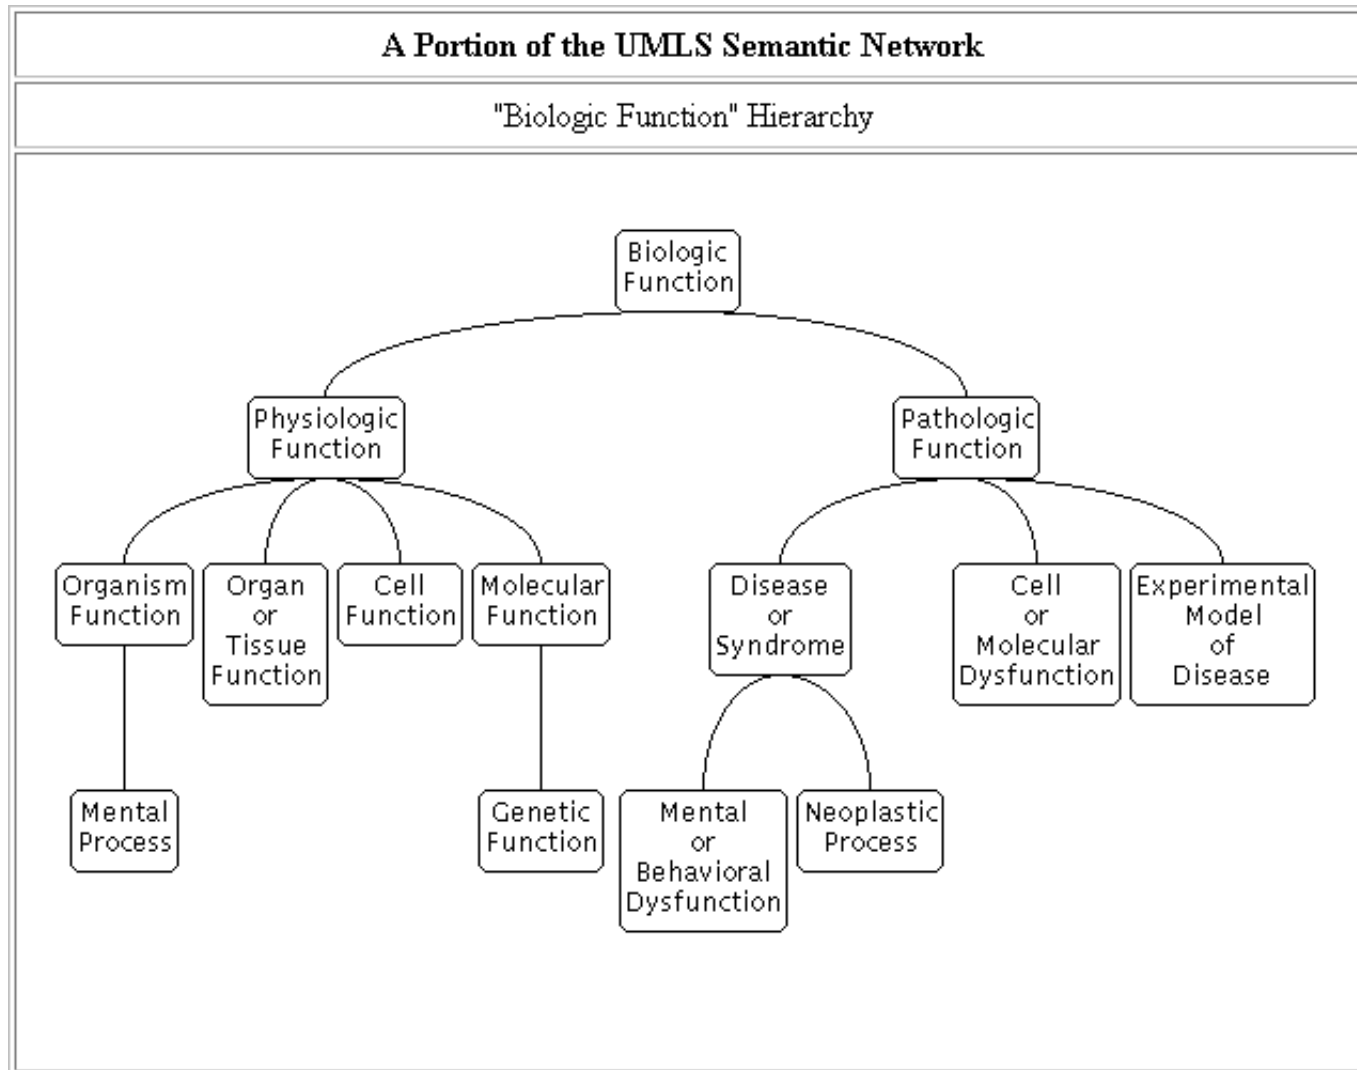 A Portion of the UMLS Semantic Network
"Biologic Function" Hierarchy
Biologic
Function
Physiologic
Function
Pathologic
Function
Organism
Function
Organ
or
Tissue
Function
Cell
Function
Molecular
Function
Disease
or
Syndrome
Cell
or
Molecular
Dysfunction
Experimental
Model
of
Disease
Mental
Process
Genetic
Function
Mental
or
Behavioral
Dysfunction
Neoplastic
Process